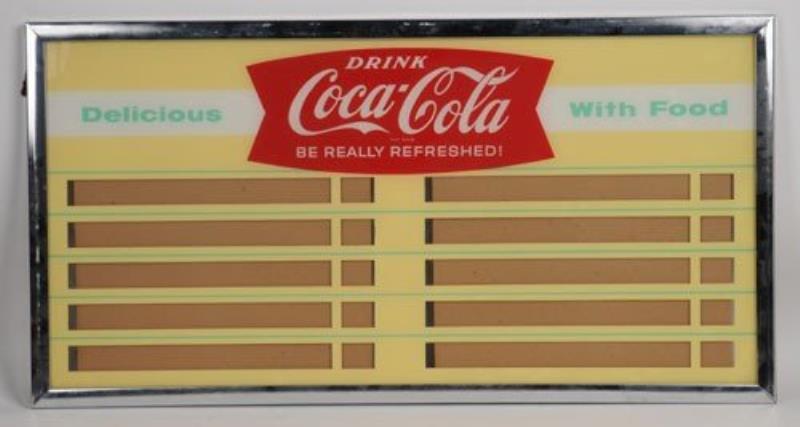 DRINK
Coca-Cola
BE REALLY REFRESHED!
Delicious
With Food